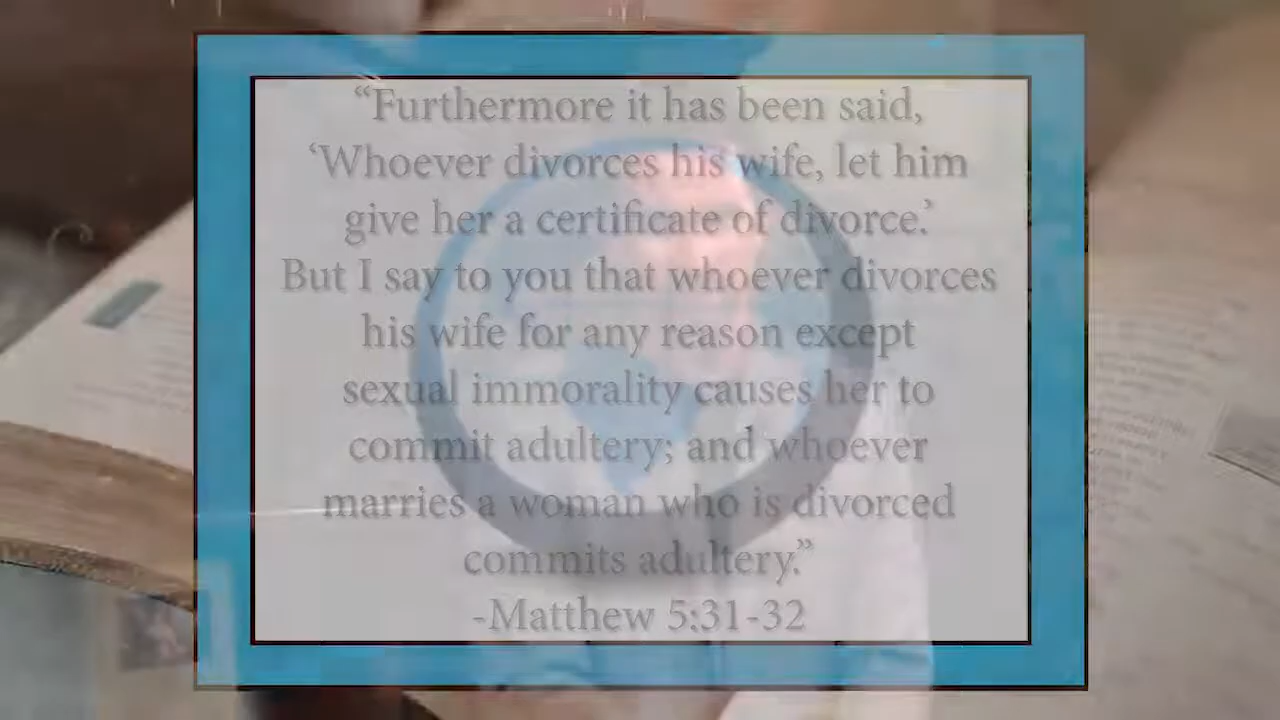 “Furthermore it has been said,
‘Whoever divorces his wife, let him
give her a certificate of divorce.’
But I say to you that whoever divorces
his wife for any reason except
sexual immorality causes her to
commit adultery; and whoever
marries a woman who is divorced
commits adultery.”
-Matthew 5:31-32